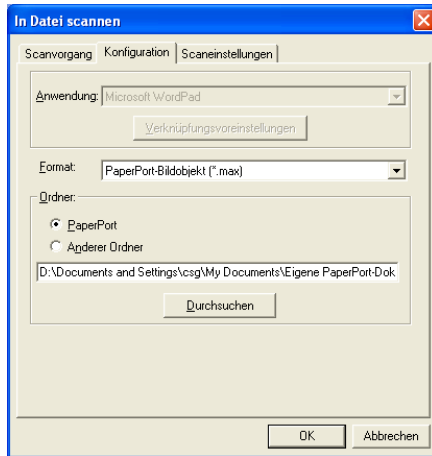 In Datei scannen
Scanvorgang Konfiguration Scaneinstellungen
Anwendung: Microsoft WordPad
Verknüpfungsvoreinstellungen
Format: PaperPort-Bildobjekt (*.max)
Ordner:
PaperPort
Anderer Ordner
D:\Documents and Settings\csg\My Documents\Eigene PaperPort-Dok
Durchsuchen
OK Abbrechen